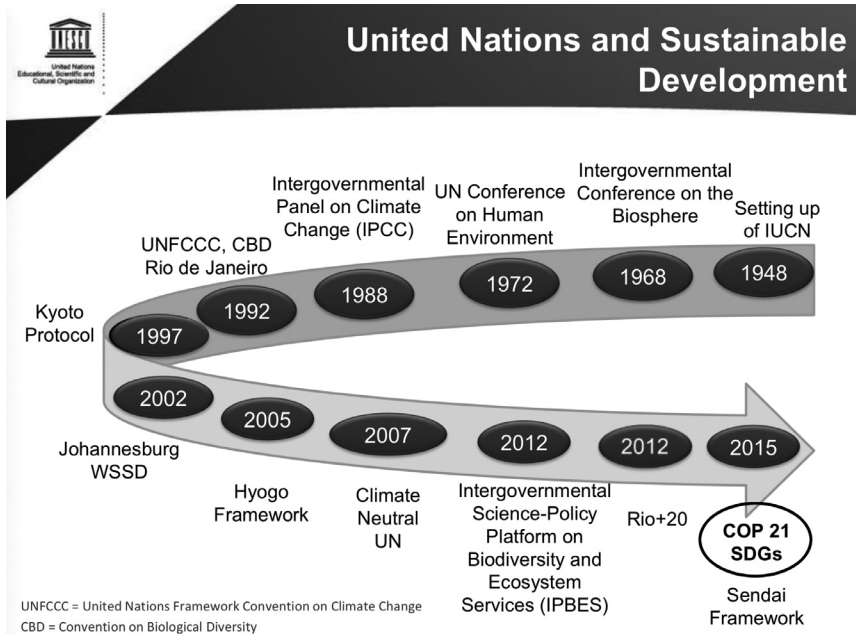 UNESCO
United Nations
Educational, Scientific and
Cultural Organization
United Nations and Sustainable
Development
Setting up
of IUCN
1948
Intergovernmental
Conference on the
Biosphere
1968
UN Conference
on Human
Environment
1972
Intergovernmental
Panel on Climate
Change (IPCC)
1988
UNFCCC, CBD
Rio de Janeiro
1992
Kyoto
Protocol
1997
2002
Johannesburg
WSSD
2005
Hyogo
Framework
2007
Climate
Neutral
UN
2012
Intergovernmental
Science-Policy
Platform on
Biodiversity and
Ecosystem
Services (IPBES)
2012
Rio+20
2015
COP 21
SDGs
Sendai
Framework
UNFCCC = United Nations Framework Convention on Climate Change
CBD = Convention on Biological Diversity